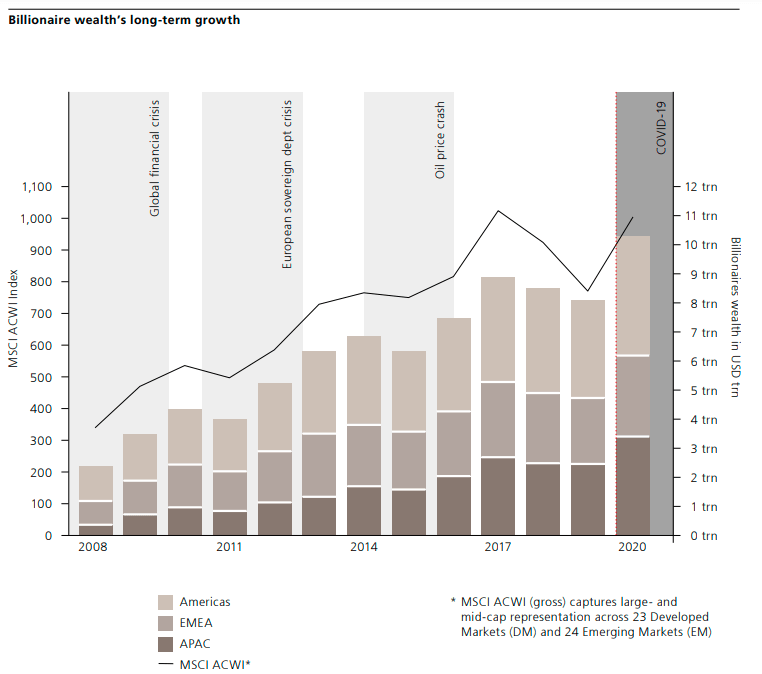 Billionaire wealth's long-term growth
Global financial crisis
European sovereign dept crisis
Oil price crash
COVID-19
MSCI ACWI Index
1,100
1,000
900
800
700
600
500
400
300
200
100
0
12 trn
11 trn
10 trn
9 trn
8 trn
7 trn
6 trn
5 trn
4 trn
3 trn
2 trn
1 trn
0 trn
Billionaires wealth in USD trn
2008
2011
2014
2017
2020
Americas
EMEA
APAC
MSCI ACWI*
* MSCI ACWI (gross) captures large- and
mid-cap representation across 23 Developed
Markets (DM) and 24 Emerging Markets (EM)